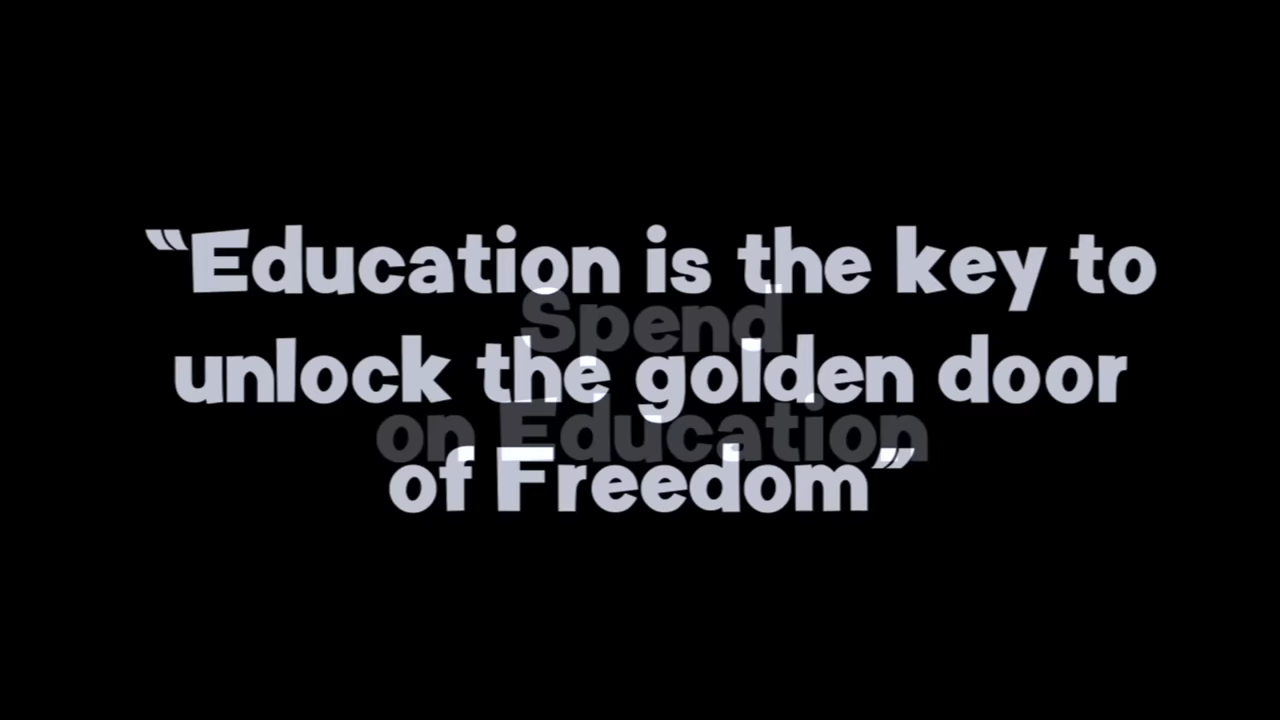 “Education is the key to
Spend
unlock the golden door
on Education
of Freedom”